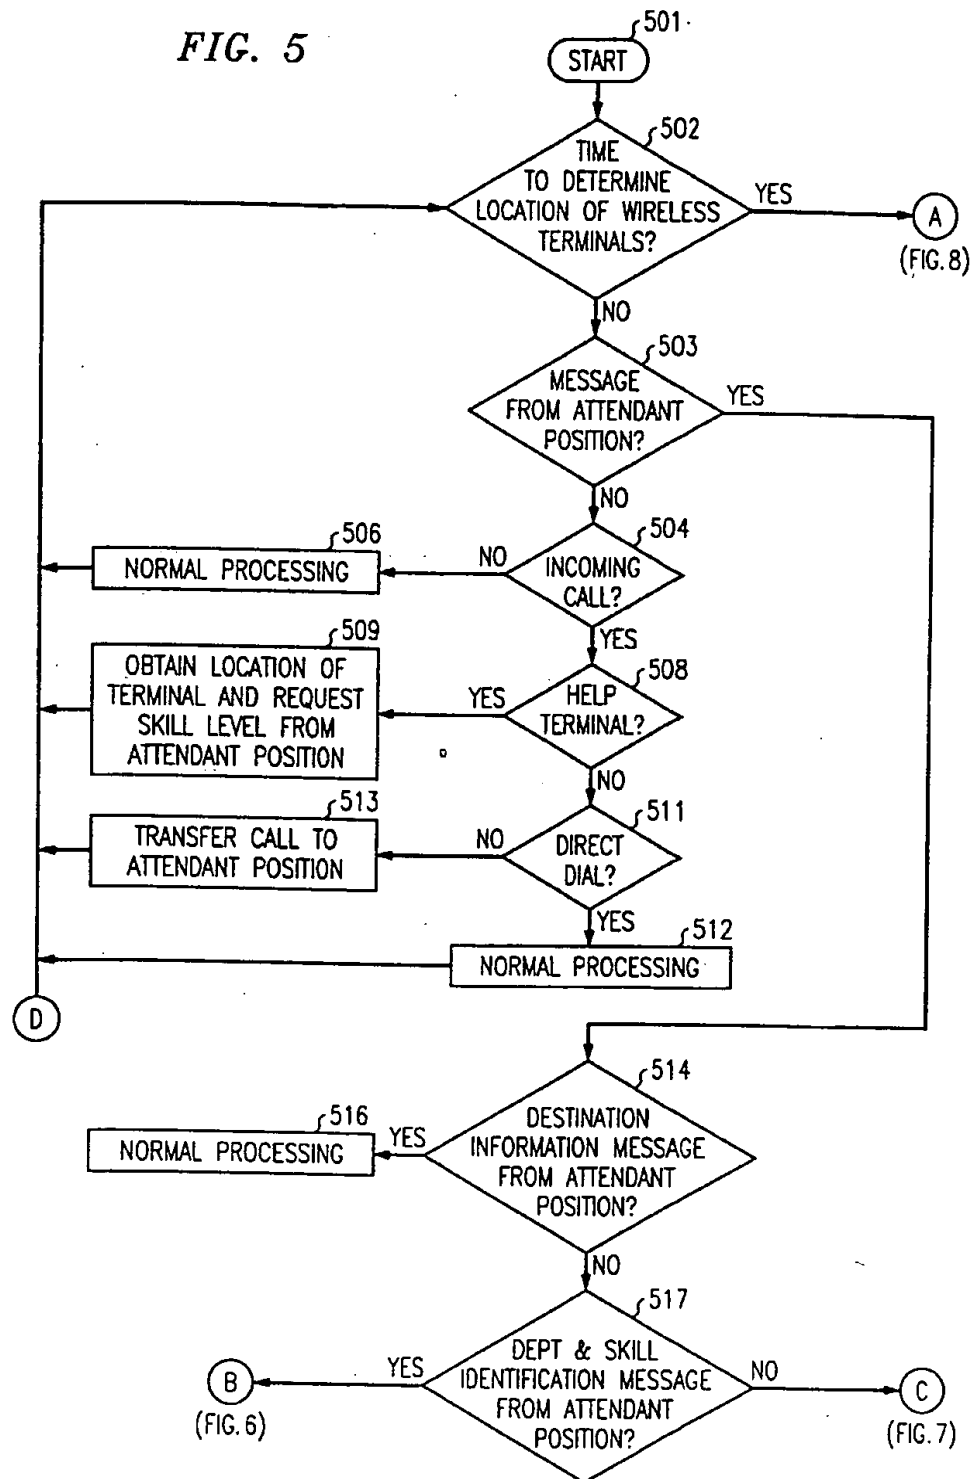 FIG. 5
501
START
502
TIME
TO DETERMINE
LOCATION OF WIRELESS
TERMINALS?
YES
A
(FIG. 8)
NO
503
MESSAGE
FROM ATTENDANT
POSITION?
YES
NO
504
INCOMING
CALL?
NO
506
NORMAL PROCESSING
YES
508
HELP
TERMINAL?
YES
509
OBTAIN LOCATION OF
TERMINAL AND REQUEST
SKILL LEVEL FROM
ATTENDANT POSITION
NO
511
DIRECT
DIAL?
NO
513
TRANSFER CALL TO
ATTENDANT POSITION
YES
512
NORMAL PROCESSING
D
514
DESTINATION
INFORMATION MESSAGE
FROM ATTENDANT
POSITION?
YES
516
NORMAL PROCESSING
NO
517
DEPT & SKILL
IDENTIFICATION MESSAGE
FROM ATTENDANT
POSITION?
YES
B
(FIG. 6)
NO
C
(FIG. 7)